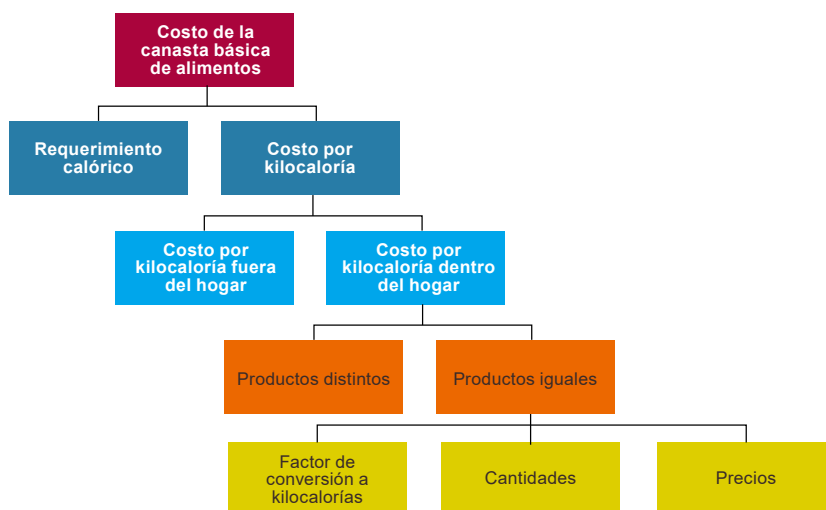 Costo de la
canasta básica
de alimentos
Requerimiento
calórico
Costo por
kilocaloría
Costo por
kilocaloría fuera
del hogar
Costo por
kilocaloría dentro
del hogar
Productos distintos
Productos iguales
Factor de
conversión a
kilocalorías
Cantidades
Precios